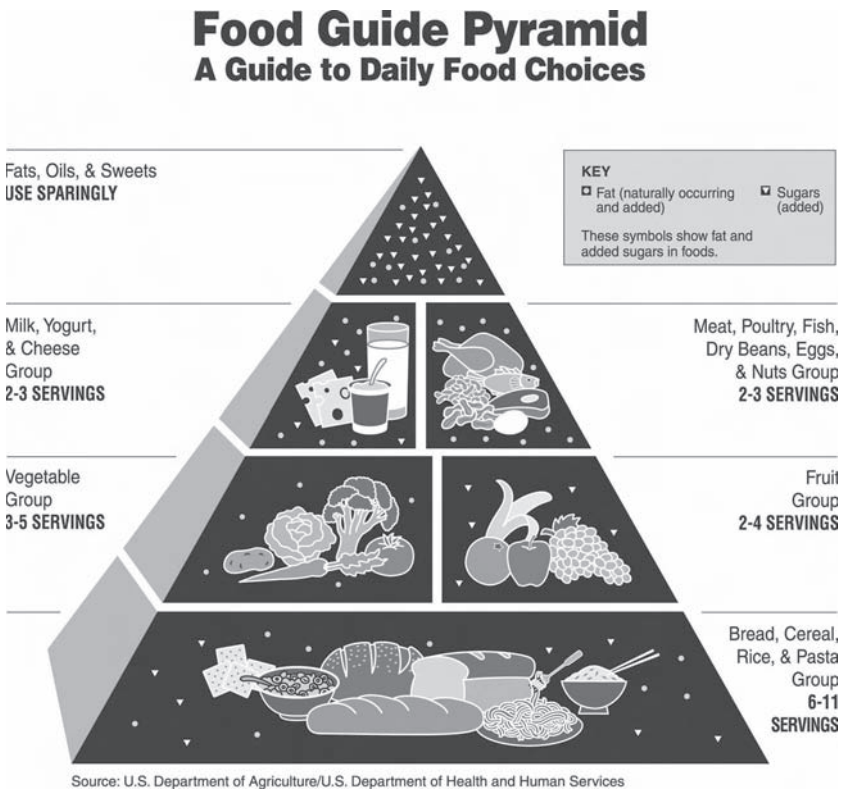 Food Guide Pyramid
A Guide to Daily Food Choices
Fats, Oils, & Sweets
USE SPARINGLY
KEY
Fat (naturally occurring
and added)
Sugars
(added)
These symbols show fat and
added sugars in foods.
Milk, Yogurt,
& Cheese
Group
2-3 SERVINGS
Meat, Poultry, Fish,
Dry Beans, Eggs,
& Nuts Group
2-3 SERVINGS
Vegetable
Group
3-5 SERVINGS
Fruit
Group
2-4 SERVINGS
Bread, Cereal,
Rice, & Pasta
Group
6-11
SERVINGS
Source: U.S. Department of Agriculture/U.S. Department of Health and Human Services